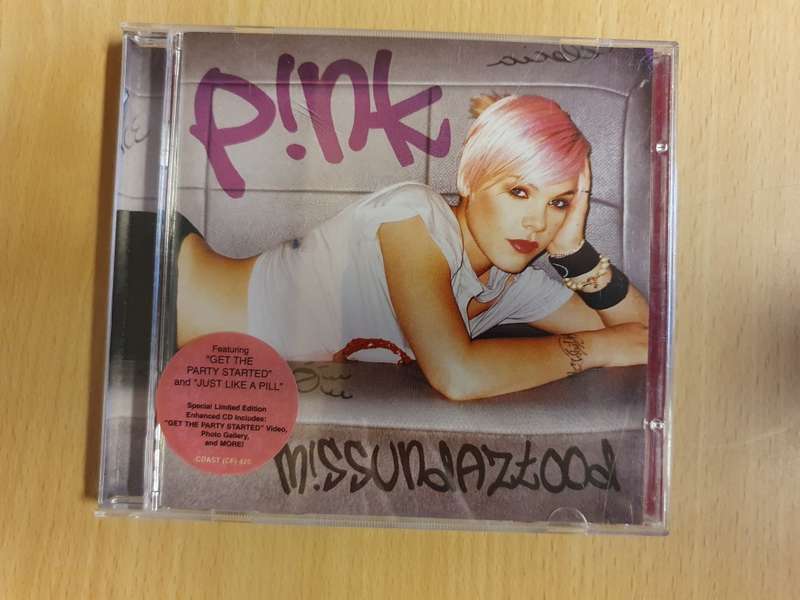 P!nk
Featuring
"GET THE
PARTY STARTED"
and "JUST LIKE A PILL"
Special Limited Edition
Enhanced CD Includes:
"GET THE PARTY STARTED" Video,
Photo Gallery,
and MORE!
M!SSUNDAZTOOD